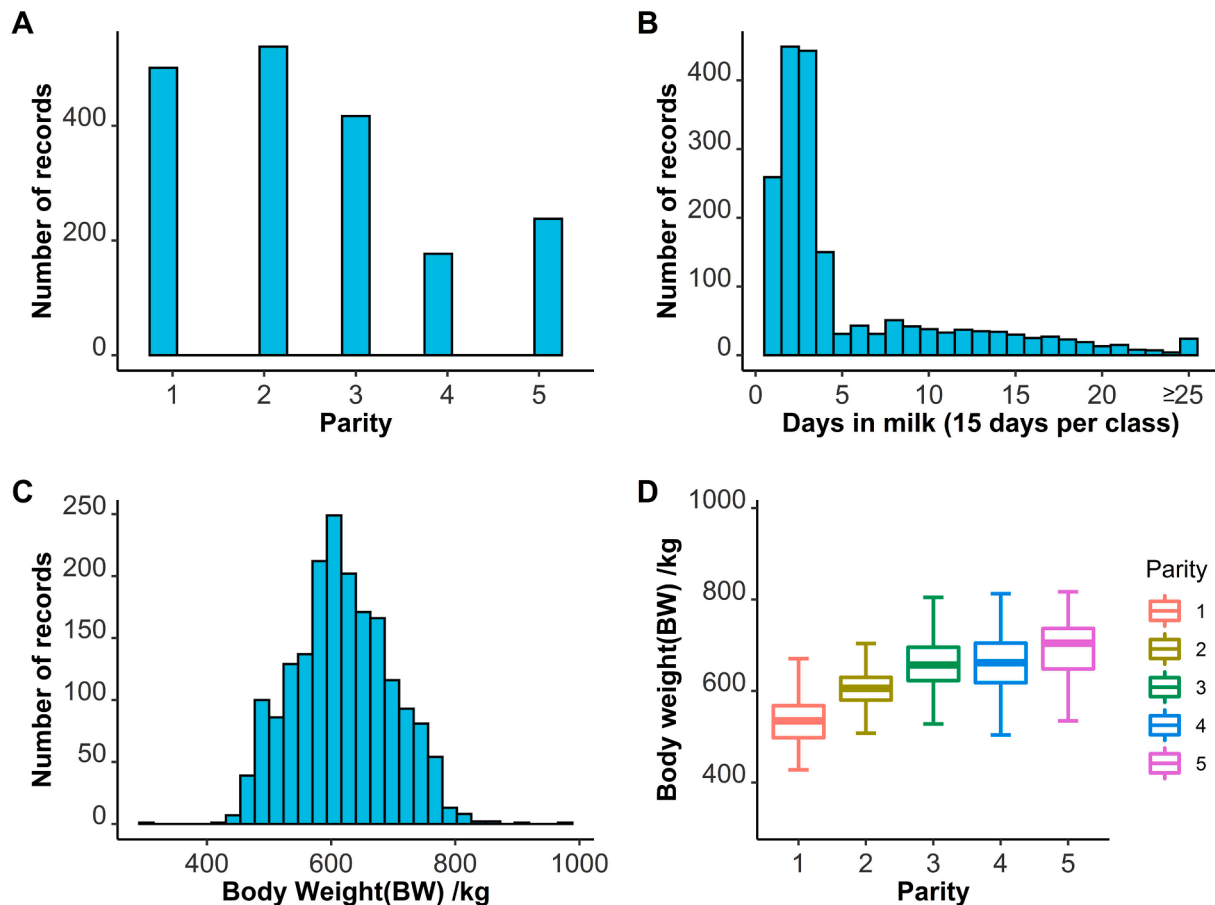 A
Number of records
400
200
0
1 2 3 4 5
Parity
B
Number of records
400
300
200
100
0
0 5 10 15 20 ≥25
Days in milk (15 days per class)
C
Number of records
250
200
150
100
50
0
400 600 800 1000
Body Weight(BW) /kg
D
Body weight(BW) /kg
1000
800
600
400
1 2 3 4 5
Parity
Parity
1
2
3
4
5